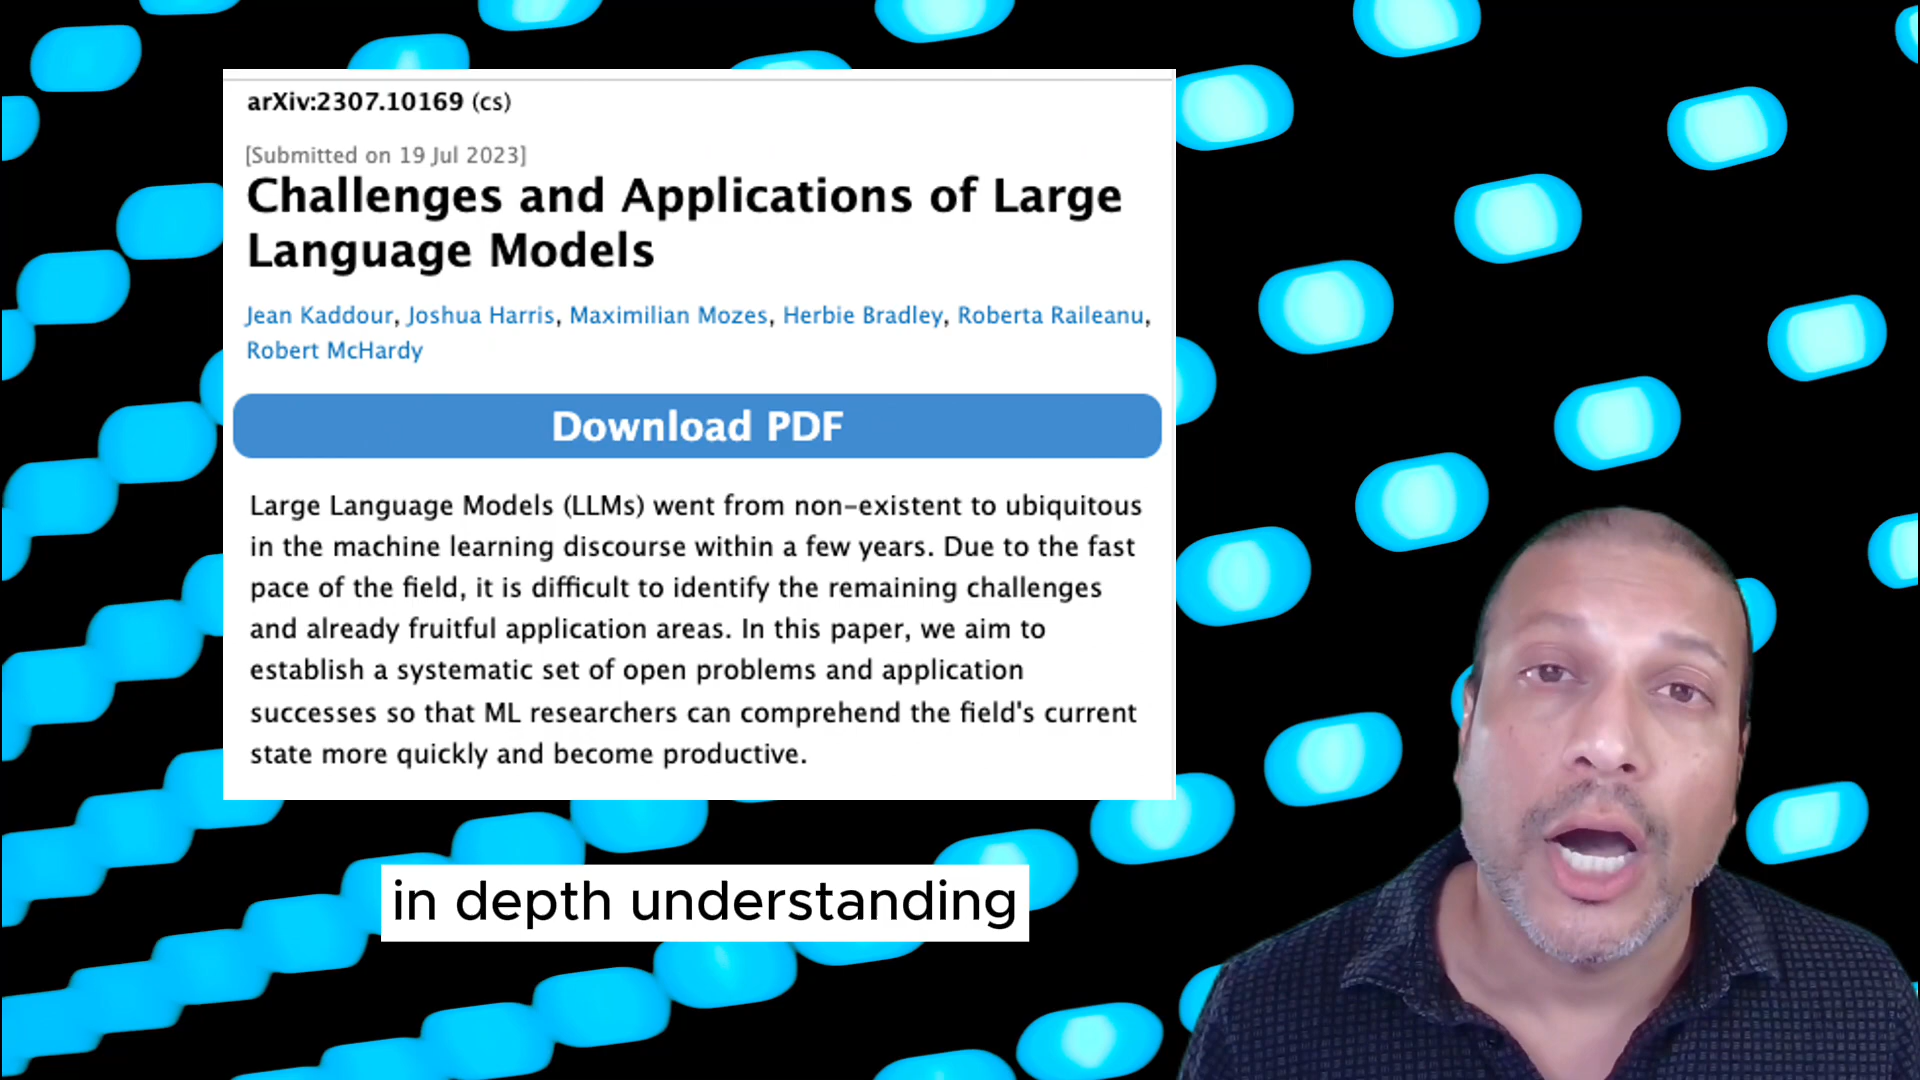 arXiv:2307.10169 (cs)
[Submitted on 19 Jul 2023]
Challenges and Applications of Large
Language Models
Jean Kaddour, Joshua Harris, Maximilian Mozes, Herbie Bradley, Roberta Raileanu,
Robert McHardy
Download PDF
Large Language Models (LLMs) went from non-existent to ubiquitous
in the machine learning discourse within a few years. Due to the fast
pace of the field, it is difficult to identify the remaining challenges
and already fruitful application areas. In this paper, we aim to
establish a systematic set of open problems and application
successes so that ML researchers can comprehend the field's current
state more quickly and become productive.
in depth understanding